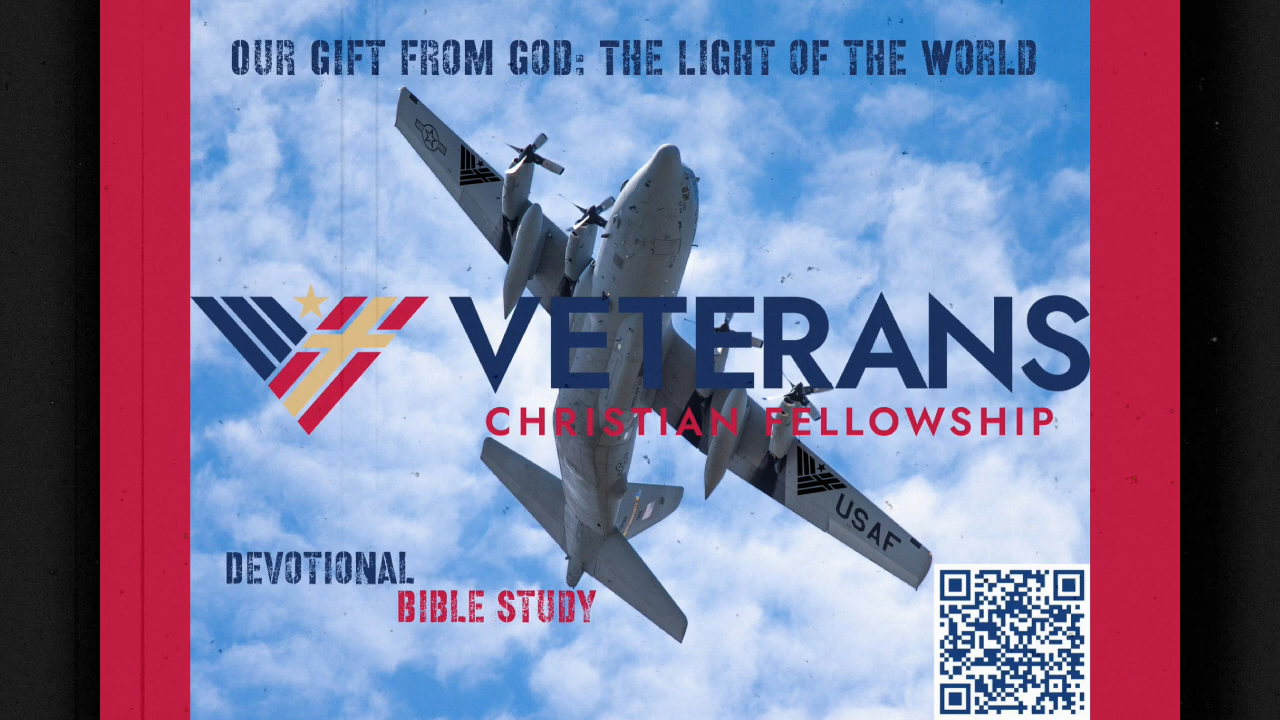 OUR GIFT FROM GOD: THE LIGHT OF THE WORLD
VETERANS
CHRISTIAN FELLOWSHIP
USAF
DEVOTIONAL
BIBLE STUDY